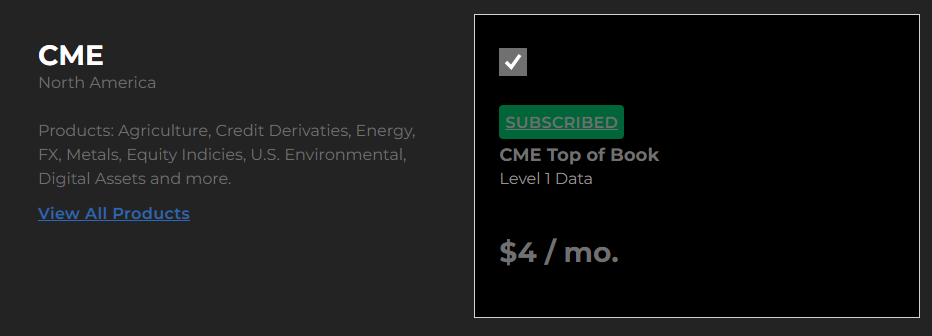 CME
North America
Products: Agriculture, Credit Derivaties, Energy,
FX, Metals, Equity Indicies, U.S. Environmental,
Digital Assets and more.
View All Products
SUBSCRIBED
CME Top of Book
Level 1 Data
$4 / mo.